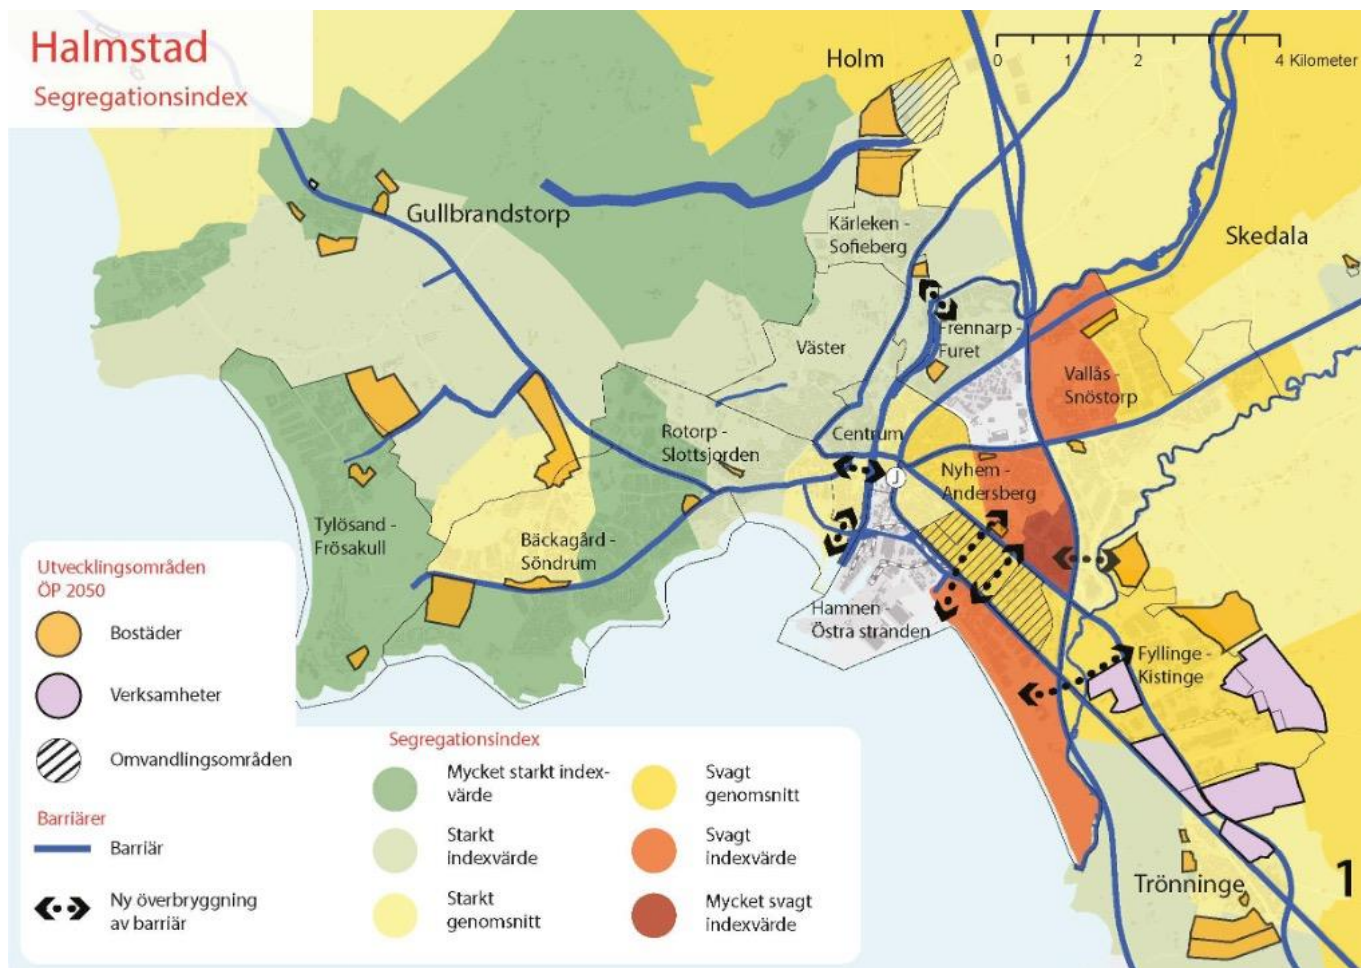 Halmstad
Segregationsindex
Holm
0
1
2
4 Kilometer
Gullbrandstorp
Kärleken -
Sofieberg
Skedala
Väster
Frennarp -
Furet
Vallås -
Snöstorp
Rotorp -
Slottsjorden
Centrum
J
Nyhem -
Andersberg
Tylösand -
Frösakull
Bäckagård -
Söndrum
Hamnen -
Östra stranden
Fyllinge -
Kistinge
Trönninge
1
Utvecklingsområden
ÖP 2050
Bostäder
Verksamheter
Omvandlingsområden
Barriärer
Barriär
Ny överbryggning
av barriär
Segregationsindex
Mycket starkt index-
värde
Starkt
indexvärde
Starkt
genomsnitt
Svagt
genomsnitt
Svagt
indexvärde
Mycket svagt
indexvärde